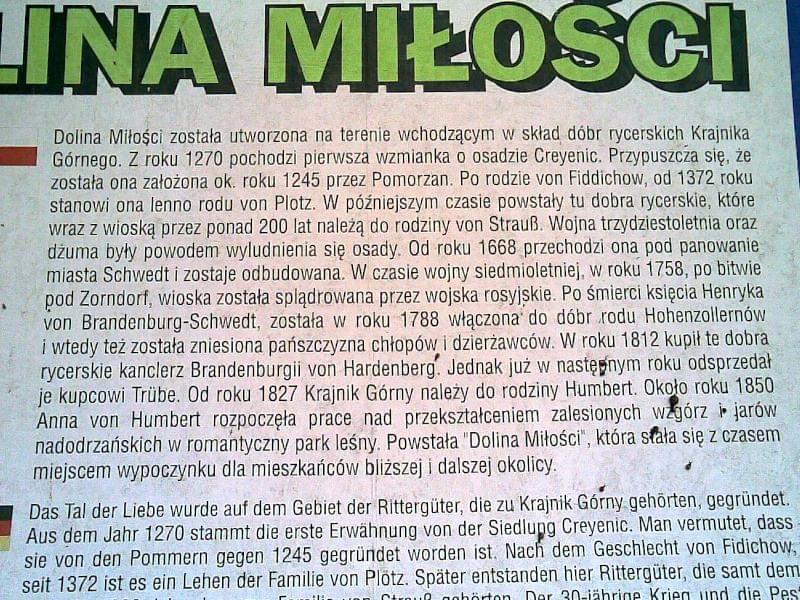 LINA MIŁOŚCI
Dolina Miłości została utworzona na terenie wchodzącym w skład dóbr rycerskich Krajnika
Górnego. Z roku 1270 pochodzi pierwsza wzmianka o osadzie Creyenic. Przypuszcza się, że
została ona założona ok. roku 1245 przez Pomorzan. Po rodzie von Fiddichow, od 1372 roku
stanowi ona lenno rodu von Plotz. W późniejszym czasie powstały tu dobra rycerskie, które
wraz z wioską przez ponad 200 lat należą do rodziny von Strauß. Wojna trzydziestoletnia oraz
dżuma były powodem wyludnienia się osady. Od roku 1668 przechodzi ona pod panowanie
miasta Schwedt i zostaje odbudowana. W czasie wojny siedmioletniej, w roku 1758, po bitwie
pod Zorndorf, wioska została splądrowana przez wojska rosyjskie. Po śmierci księcia Henryka
von Brandenburg-Schwedt, została w roku 1788 włączona do dóbr rodu Hohenzollernów
i wtedy też została zniesiona pańszczyzna chłopów i dzierżawców. W roku 1812 kupił te dobra
rycerskie kanclerz Brandenburgii von Hardenberg. Jednak już w następnym roku odsprzedał
je kupcowi Trübe. Od roku 1827 Krajnik Górny należy do rodziny Humbert. Około roku 1850
Anna von Humbert rozpoczęła prace nad przekształceniem zalesionych wzgórz i jarów
nadodrzańskich w romantyczny park leśny. Powstała "Dolina Miłości", która stała się z czasem
miejscem wypoczynku dla mieszkańców bliższej i dalszej okolicy.
Das Tal der Liebe wurde auf dem Gebiet der Rittergüter, die zu Krajnik Górny gehörten, gegründet.
Aus dem Jahr 1270 stammt die erste Erwähnung von der Siedlung Creyenic. Man vermutet, dass
sie von den Pommern gegen 1245 gegründet worden ist. Nach dem Geschlecht von Fidichow,
seit 1372 ist es ein Lehen der Familie von Plötz. Später entstanden hier Rittergüter, die samt dem
Familie von Strauß gehörten. Der 30-jährige Krieg und die Pest